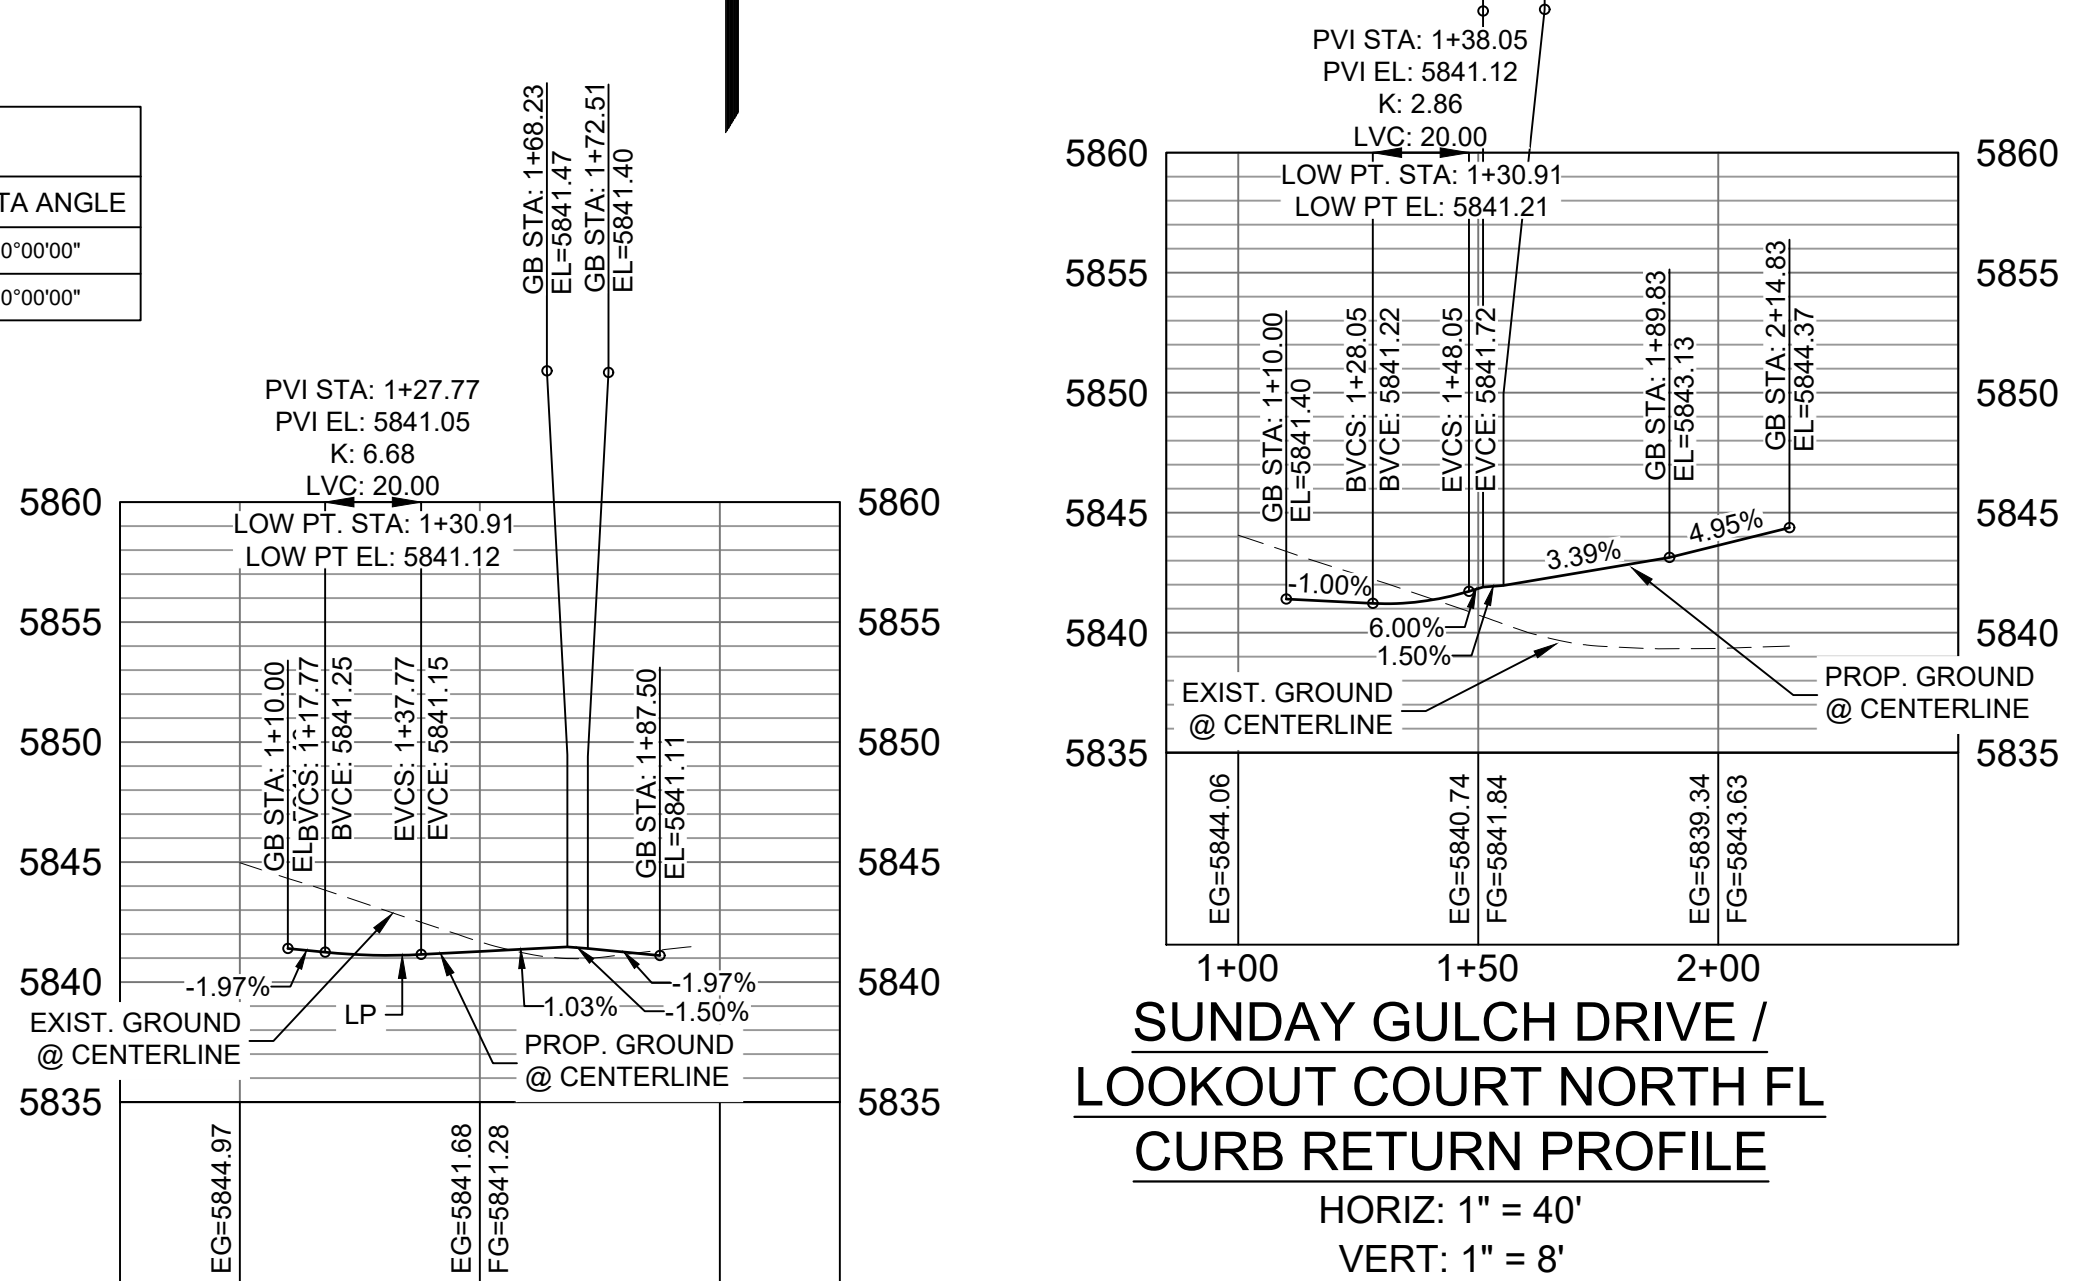 TA ANGLE
0°00'00"
0°00'00"
GB STA: 1+68.23
EL=5841.47
GB STA: 1+72.51
EL=5841.40
PVI STA: 1+27.77
PVI EL: 5841.05
K: 6.68
LVC: 20.00
LOW PT. STA: 1+30.91
LOW PT EL: 5841.12
5860
5860
5855
5855
5850
5850
5845
5845
5840
5840
5835
5835
GB STA: 1+10.00
BVCS: 1+17.77
BVCE: 5841.25
EVCS: 1+37.77
EVCE: 5841.15
GB STA: 1+87.50
EL=5841.11
-1.97%
LP
1.03%
-1.97%
-1.50%
EXIST. GROUND
@ CENTERLINE
PROP. GROUND
@ CENTERLINE
EG=5844.97
EG=5841.68
FG=5841.28
PVI STA: 1+38.05
PVI EL: 5841.12
K: 2.86
LVC: 20.00
LOW PT. STA: 1+30.91
LOW PT EL: 5841.21
5860
5860
5855
5855
5850
5850
5845
5845
5840
5840
5835
5835
GB STA: 1+10.00
EL=5841.40
BVCS: 1+28.05
BVCE: 5841.22
EVCS: 1+48.05
EVCE: 5841.72
GB STA: 1+89.83
EL=5843.13
GB STA: 2+14.83
EL=5844.37
-1.00%
6.00%
1.50%
3.39%
4.95%
EXIST. GROUND
@ CENTERLINE
PROP. GROUND
@ CENTERLINE
EG=5844.06
EG=5840.74
FG=5841.84
EG=5839.34
FG=5843.63
1+00
1+50
2+00
SUNDAY GULCH DRIVE /
LOOKOUT COURT NORTH FL
CURB RETURN PROFILE
HORIZ: 1" = 40'
VERT: 1" = 8'